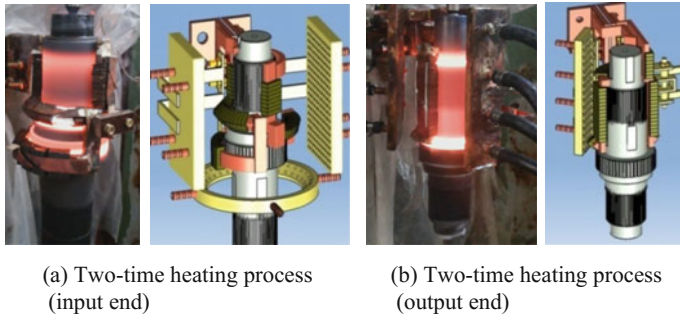 (a) Two-time heating process
(input end)
(b) Two-time heating process
(output end)